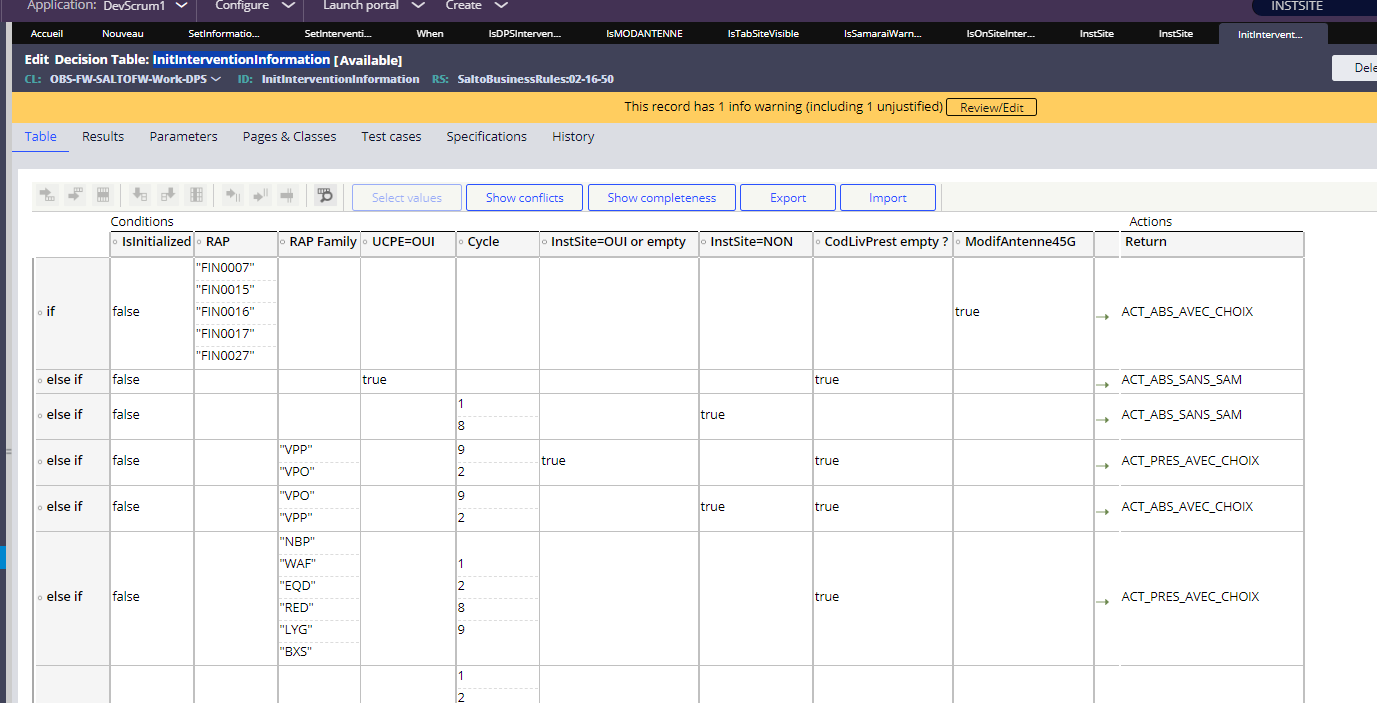 Application: DevScrum1 Configure Launch portal Create INSTSITE
Accueil Nouveau SetInformatio... SetInterventi... When IsDPSInterven... IsMODANTENNE IsTabSiteVisible IsSamaraiWarn... IsOnSiteInter... InstSite InstSite InitIntervent...
Edit Decision Table: InitInterventionInformation [Available]
Dele
CL: OBS-FW-SALTOFW-Work-DPS ID: InitInterventionInformation RS: SaltoBusinessRules:02-16-50
This record has 1 info warning (including 1 unjustified) Review/Edit
Table Results Parameters Pages & Classes Test cases Specifications History
Select values Show conflicts Show completeness Export Import
Conditions Actions
IsInitialized RAP RAP Family UCPE=OUI Cycle InstSite=OUI or empty InstSite=NON CodLivPrest empty ? ModifAntenne45G Return
"FIN0007"
"FIN0015"
if false "FIN0016" true → ACT_ABS_AVEC_CHOIX
"FIN0017"
"FIN0027"
else if false true true → ACT_ABS_SANS_SAM
1
else if false true → ACT_ABS_SANS_SAM
8
"VPP" 9
else if false true true → ACT_PRES_AVEC_CHOIX
"VPO" 2
"VPO" 9
else if false true true → ACT_ABS_AVEC_CHOIX
"VPP" 2
"NBP"
"WAF" 1
"EQD" 2
else if false true → ACT_PRES_AVEC_CHOIX
"RED" 8
"LYG" 9
"BXS"
1
2